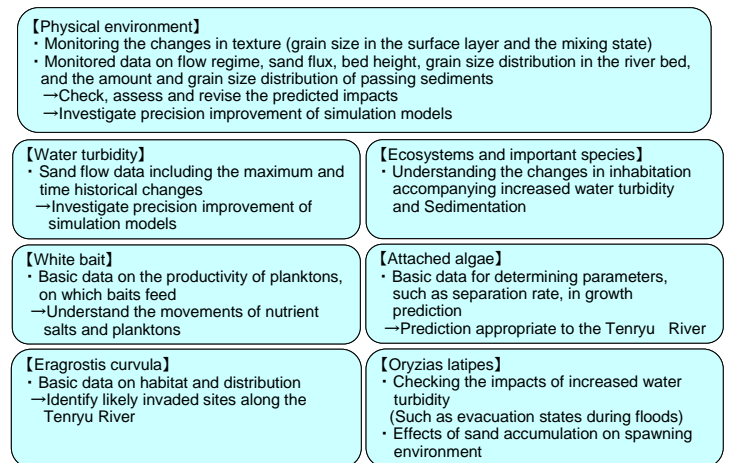 【Physical environment】
・Monitoring the changes in texture (grain size in the surface layer and the mixing state)
・Monitored data on flow regime, sand flux, bed height, grain size distribution in the river bed,
and the amount and grain size distribution of passing sediments
→Check, assess and revise the predicted impacts
→Investigate precision improvement of simulation models
【Water turbidity】
・Sand flow data including the maximum and
time historical changes
→Investigate precision improvement of
simulation models
【Ecosystems and important species】
・Understanding the changes in inhabitation
accompanying increased water turbidity
and Sedimentation
【White bait】
・Basic data on the productivity of planktons,
on which baits feed
→Understand the movements of nutrient
salts and planktons
【Attached algae】
・Basic data for determining parameters,
such as separation rate, in growth
prediction
→Prediction appropriate to the Tenryu River
【Eragrostis curvula】
・Basic data on habitat and distribution
→Identify likely invaded sites along the
Tenryu River
【Oryzias latipes】
・Checking the impacts of increased water
turbidity
(Such as evacuation states during floods)
・Effects of sand accumulation on spawning
environment